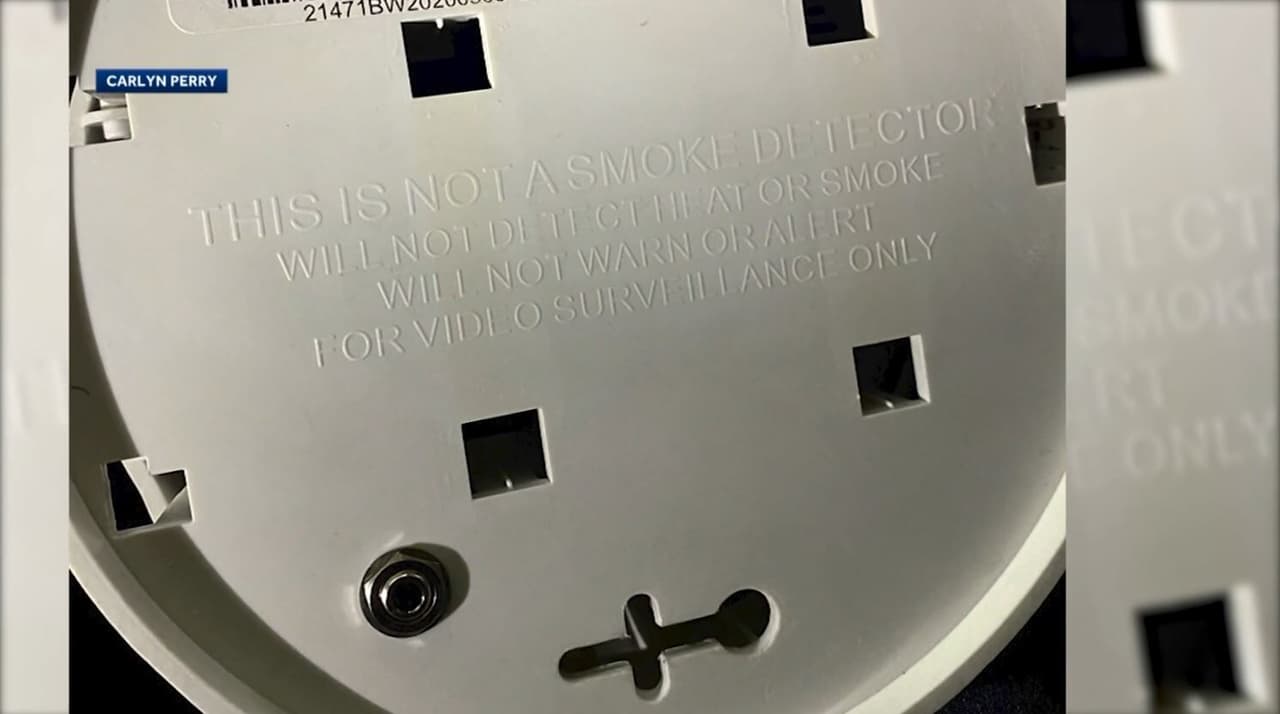 CARLYN PERRY
THIS IS NOT A SMOKE DETECTOR
WILL NOT DETECT HEAT OR SMOKE
WILL NOT WARN OR ALERT
FOR VIDEO SURVEILLANCE ONLY